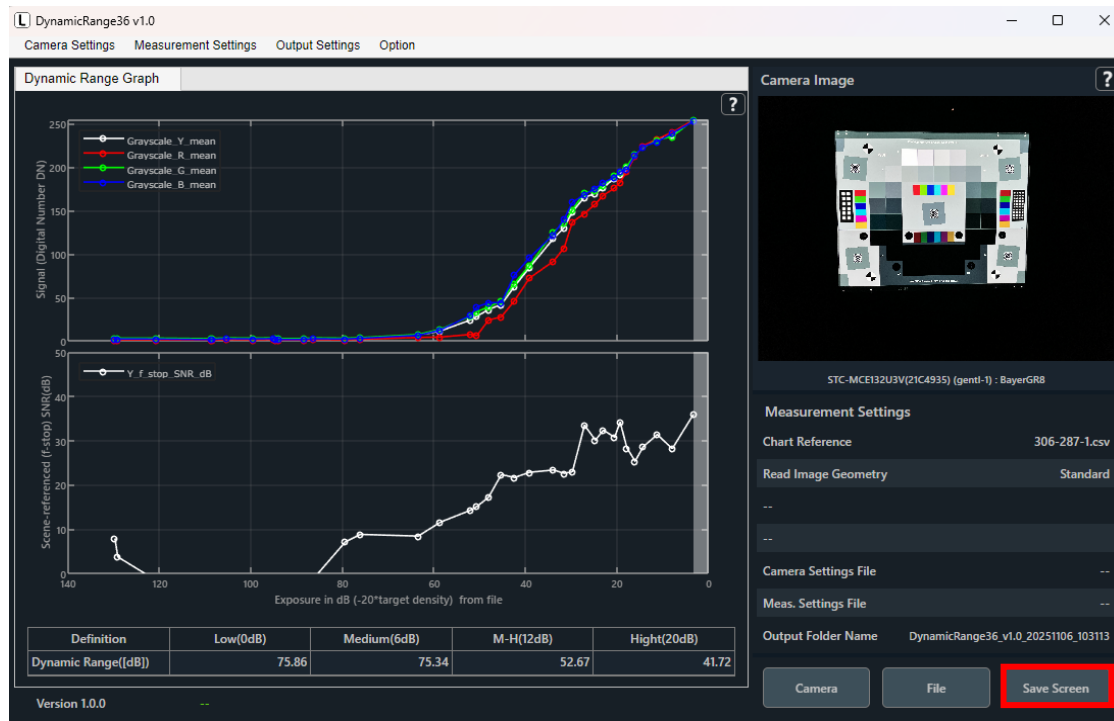 L DynamicRange36 v1.0
Camera Settings Measurement Settings Output Settings Option
Dynamic Range Graph
?
250
200
150
100
50
0
Signal (Digital Number DN)
Grayscale_Y_mean
Grayscale_R_mean
Grayscale_G_mean
Grayscale_B_mean
50
40
30
20
10
0
Scene-referenced (f-stop) SNR(dB)
Y_f_stop_SNR_dB
140 120 100 80 60 40 20 0
Exposure in dB (-20*target density) from file
Definition Low(0dB) Medium(6dB) M-H(12dB) Hight(20dB)
Dynamic Range([dB]) 75.86 75.34 52.67 41.72
Version 1.0.0 --
Camera Image
?
STC-MCE132U3V(21C4935) (gentl-1) : BayerGR8
Measurement Settings
Chart Reference 306-287-1.csv
Read Image Geometry Standard
--
--
Camera Settings File --
Meas. Settings File --
Output Folder Name DynamicRange36_v1.0_20251106_103113
Camera File Save Screen